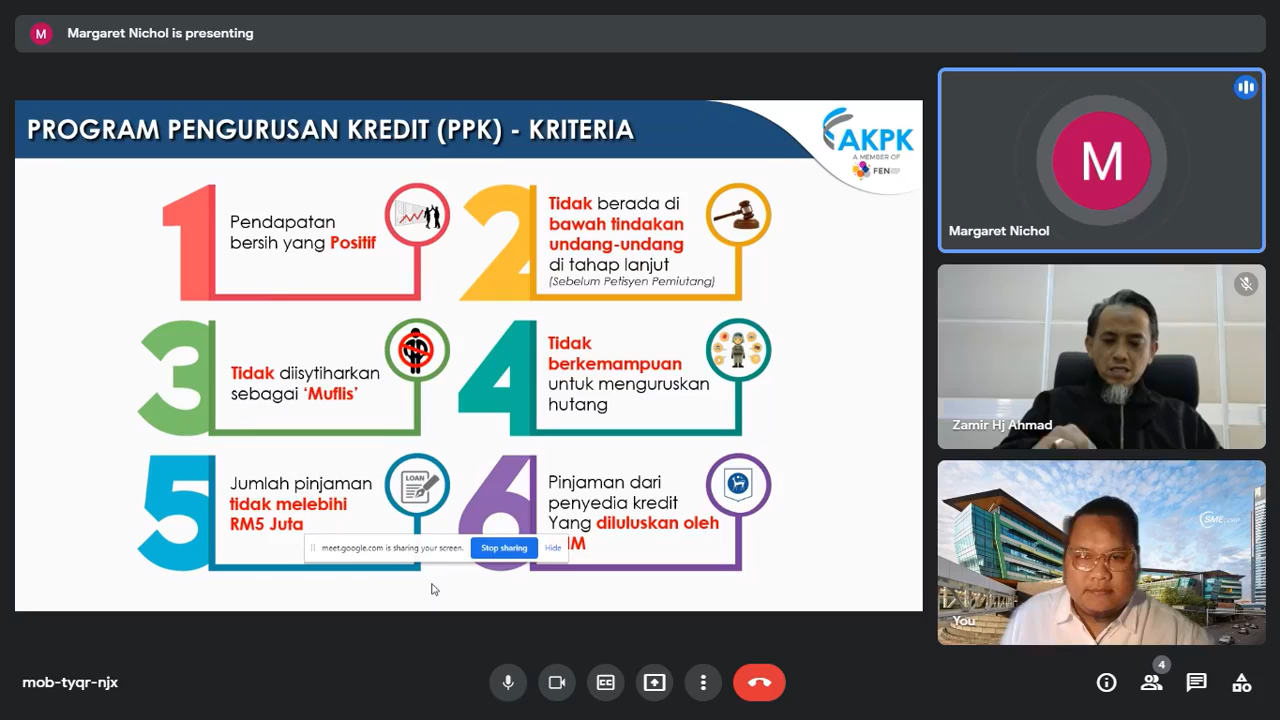 M
Margaret Nichol is presenting
PROGRAM PENGURUSAN KREDIT (PPK) - KRITERIA
AKPK
A MEMBER OF
FEN
1
Pendapatan
bersih yang Positif
2
Tidak berada di
bawah tindakan
undang-undang
di tahap lanjut
(Sebelum Petisyen Pemiutang)
3
Tidak diisytiharkan
sebagai ‘Muflis’
4
Tidak
berkemampuan
untuk menguruskan
hutang
5
Jumlah pinjaman
tidak melebihi
RM5 Juta
LOAN
6
Pinjaman dari
penyedia kredit
Yang diluluskan oleh
meet.google.com is sharing your screen.
Stop sharing
Hide
M
Margaret Nichol
Zamir Hj Ahmad
SME CORP
You
mob-tyqr-njx
CC
4